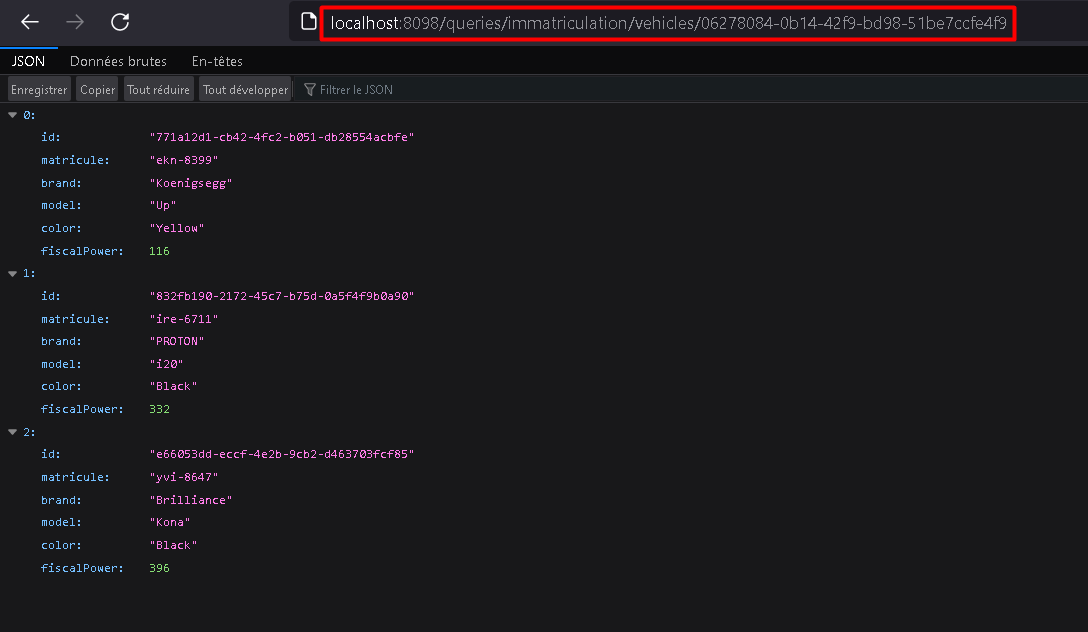 localhost:8098/queries/immatriculation/vehicles/06278084-0b14-42f9-bd98-51be7ccfe4f9
JSON Données brutes En-têtes
Enregistrer Copier Tout réduire Tout développer Filtrer le JSON
0:
id: "771a12d1-cb42-4fc2-b051-db28554acbfe"
matricule: "ekn-8399"
brand: "Koenigsegg"
model: "Up"
color: "Yellow"
fiscalPower: 116
1:
id: "832fb190-2172-45c7-b75d-0a5f4f9b0a90"
matricule: "ire-6711"
brand: "PROTON"
model: "i20"
color: "Black"
fiscalPower: 332
2:
id: "e66053dd-eccf-4e2b-9cb2-d463703fcf85"
matricule: "yvi-8647"
brand: "Brilliance"
model: "Kona"
color: "Black"
fiscalPower: 396